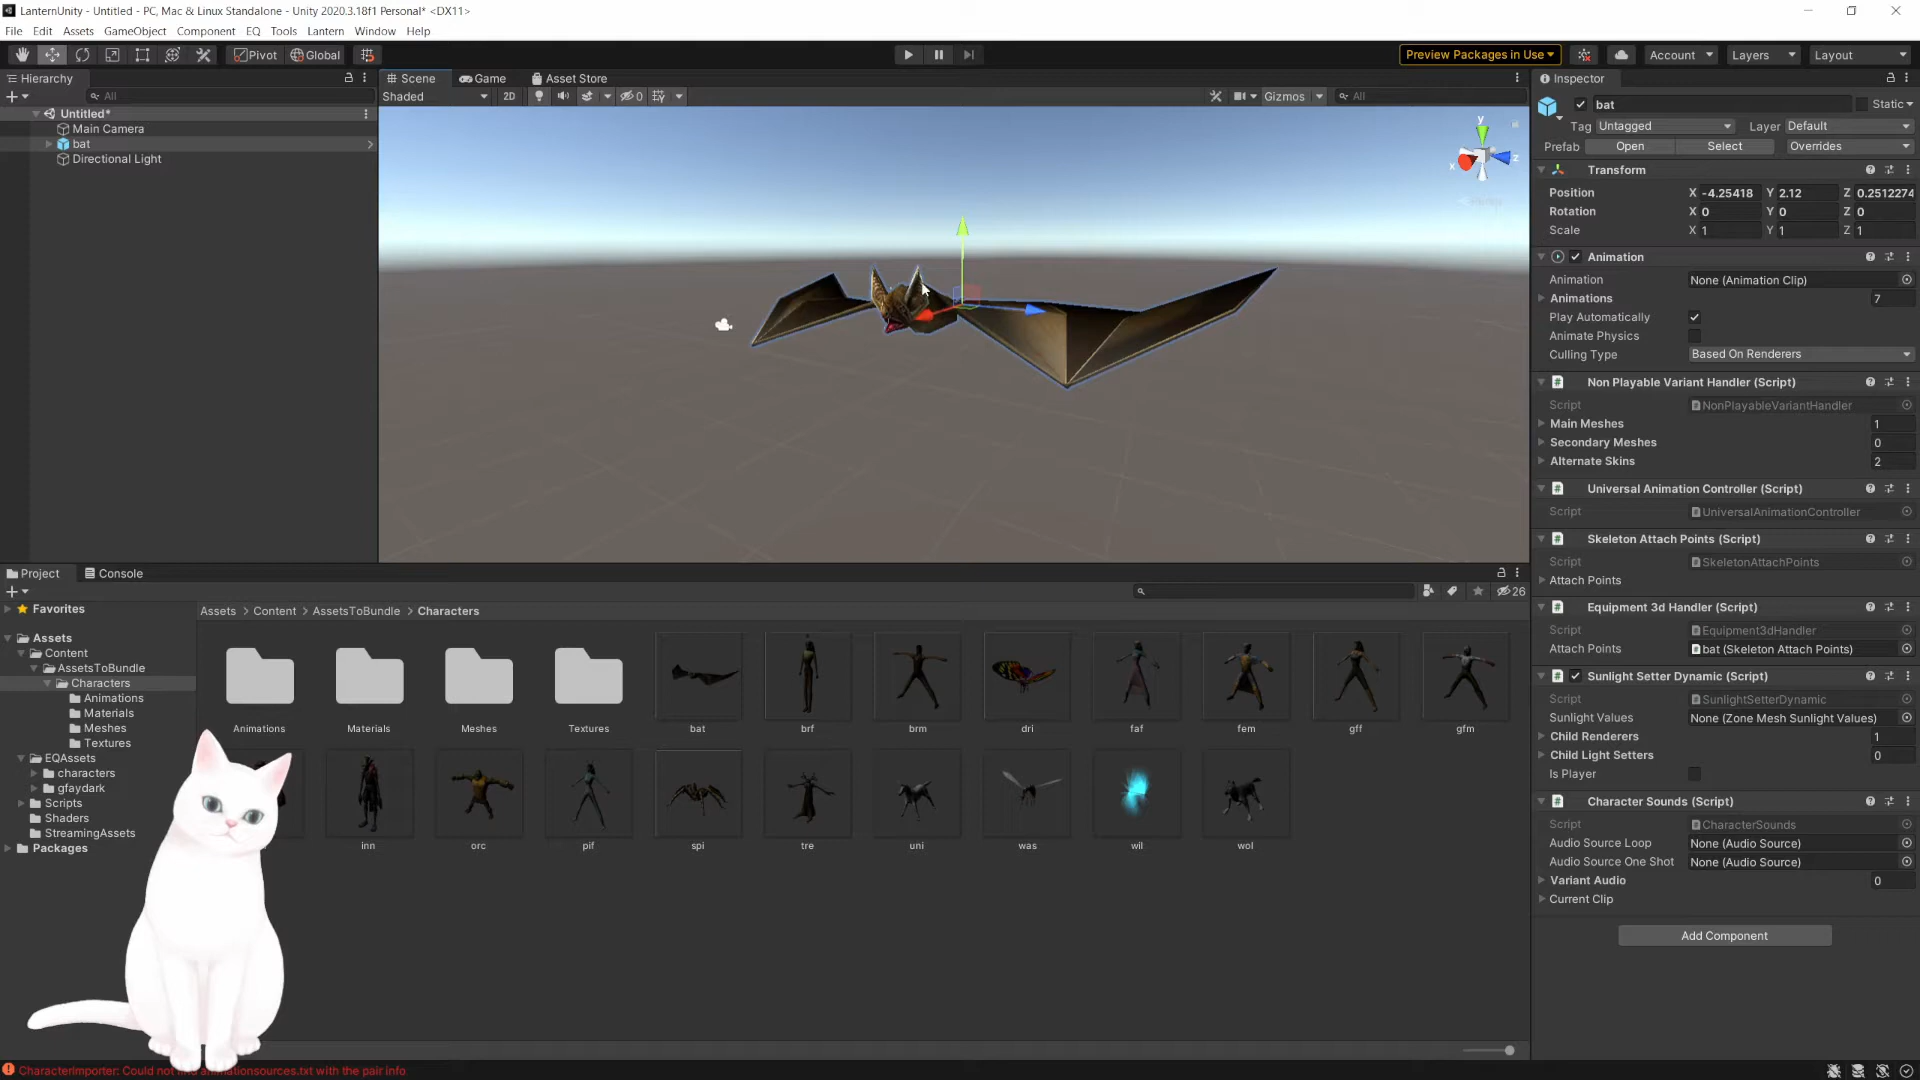 LanternUnity - Untitled - PC, Mac & Linux Standalone - Unity 2020.3.18f1 Personal* <DX11>
File Edit Assets GameObject Component EQ Tools Lantern Window Help
Pivot Global
Preview Packages in Use
Account
Layers
Layout
Hierarchy
All
Untitled*
Main Camera
bat
Directional Light
Scene Game Asset Store
Shaded 2D 0 Gizmos All
y
x
z
Inspector
bat Static
Tag Untagged Layer Default
Prefab Open Select Overrides
Transform
Position X -4.25418 Y 2.12 Z 0.2512274
Rotation X 0 Y 0 Z 0
Scale X 1 Y 1 Z 1
Animation
Animation None (Animation Clip)
Animations 7
Play Automatically
Animate Physics
Culling Type Based On Renderers
Non Playable Variant Handler (Script)
Script NonPlayableVariantHandler
Main Meshes 1
Secondary Meshes 0
Alternate Skins 2
Universal Animation Controller (Script)
Script UniversalAnimationController
Skeleton Attach Points (Script)
Script SkeletonAttachPoints
Attach Points
Equipment 3d Handler (Script)
Script Equipment3dHandler
Attach Points bat (Skeleton Attach Points)
Sunlight Setter Dynamic (Script)
Script SunlightSetterDynamic
Sunlight Values None (Zone Mesh Sunlight Values)
Child Renderers 1
Child Light Setters 0
Is Player
Character Sounds (Script)
Script CharacterSounds
Audio Source Loop None (Audio Source)
Audio Source One Shot None (Audio Source)
Variant Audio 0
Current Clip
Add Component
Project Console
26
Favorites
Assets
Content
AssetsToBundle
Characters
Animations
Materials
Meshes
Textures
EQAssets
characters
gfaydark
Scripts
Shaders
StreamingAssets
Packages
Assets > Content > AssetsToBundle > Characters
Animations Materials Meshes Textures bat brf brm dri faf fem gff gfm
inn orc pif spi tre uni was wil wol
CharacterImporter: Could not find animationsources.txt with the pair info.